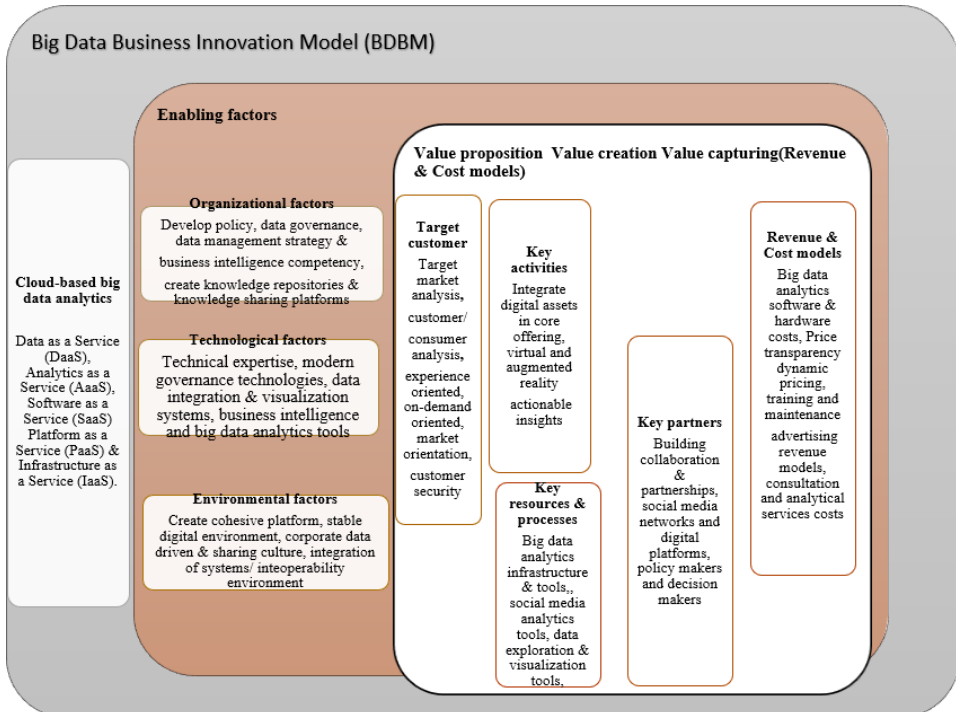 Big Data Business Innovation Model (BDBM)
Enabling factors
Cloud-based big
data analytics
Data as a Service
(DaaS),
Analytics as a
Service (AaaS),
Software as a
Service (SaaS)
Platform as a
Service (PaaS) &
Infrastructure as
a Service (IaaS).
Organizational factors
Develop policy, data governance,
data management strategy &
business intelligence competency,
create knowledge repositories &
knowledge sharing platforms
Technological factors
Technical expertise, modern
governance technologies, data
integration & visualization
systems, business intelligence
and big data analytics tools
Environmental factors
Create cohesive platform, stable
digital environment, corporate data
driven & sharing culture, integration
of systems/ inteoperability
environment
Value proposition Value creation Value capturing(Revenue
& Cost models)
Target
customer
Target
market
analysis,
customer/
consumer
analysis,
experience
oriented,
on-demand
oriented,
market
orientation,
customer
security
Key
activities
Integrate
digital assets
in core
offering,
virtual and
augmented
reality
actionable
insights
Key
resources &
processes
Big data
analytics
infrastructure
& tools,,
social media
analytics
tools, data
exploration &
visualization
tools,
Key partners
Building
collaboration
&
partnerships,
social media
networks and
digital
platforms,
policy makers
and decision
makers
Revenue &
Cost models
Big data
analytics
software &
hardware
costs, Price
transparency
dynamic
pricing,
training and
maintenance
advertising
revenue
models,
consultation
and analytical
services costs